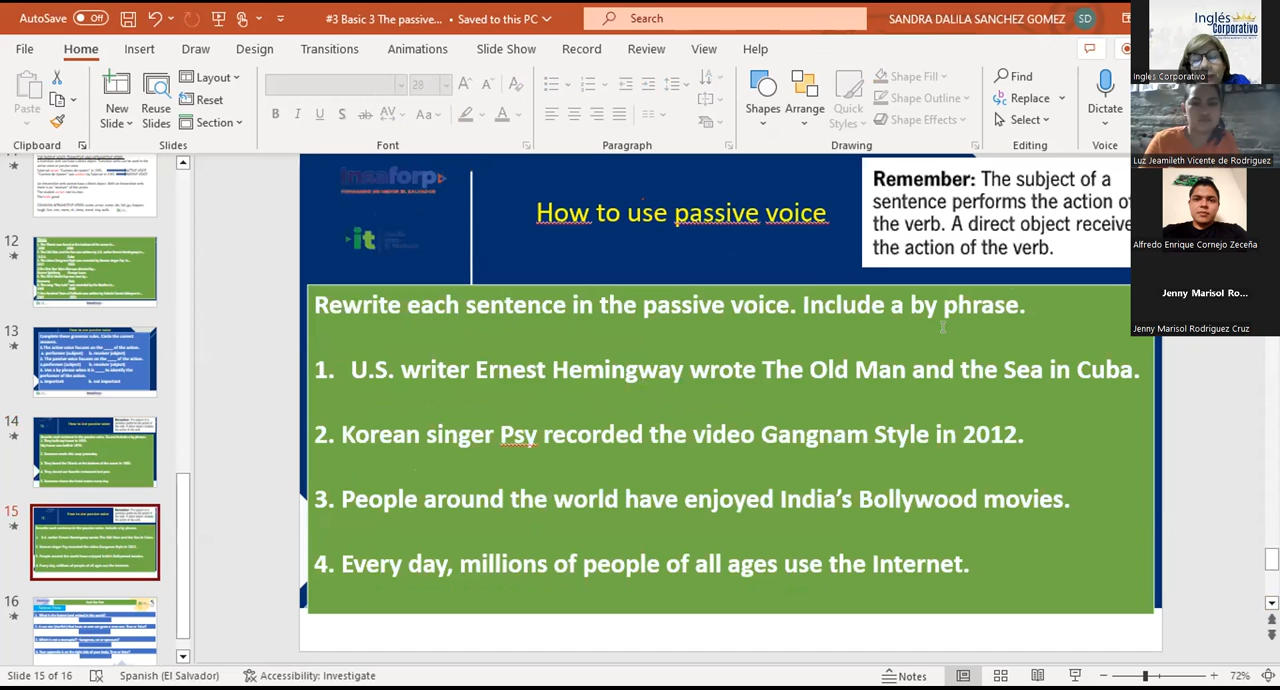 AutoSave Off #3 Basic 3 The passive... • Saved to this PC Search SANDRA DALILA SANCHEZ GOMEZ SD
File Home Insert Draw Design Transitions Animations Slide Show Record Review View Help
Paste New Slide Reuse Slides Layout Reset Section 28 Shapes Arrange Quick Styles Shape Fill Shape Outline Shape Effects Find Replace Select Dictate
Clipboard Slides Font Paragraph Drawing Editing Voice
Inglés Corporativo
Ingles Corporativo
Luz Jeamileth Vicente de Rodriguez
Alfredo Enrique Cornejo Zeceña
Jenny Marisol Ro...
Jenny Marisol Rodriguez Cruz
12
13
14
15
16
insaforp
it
How to use passive voice
Remember: The subject of a
sentence performs the action o
the verb. A direct object receive
the action of the verb.
Rewrite each sentence in the passive voice. Include a by phrase.
1. U.S. writer Ernest Hemingway wrote The Old Man and the Sea in Cuba.
2. Korean singer Psy recorded the video Gangnam Style in 2012.
3. People around the world have enjoyed India's Bollywood movies.
4. Every day, millions of people of all ages use the Internet.
Slide 15 of 16 Spanish (El Salvador) Accessibility: Investigate Notes 72%